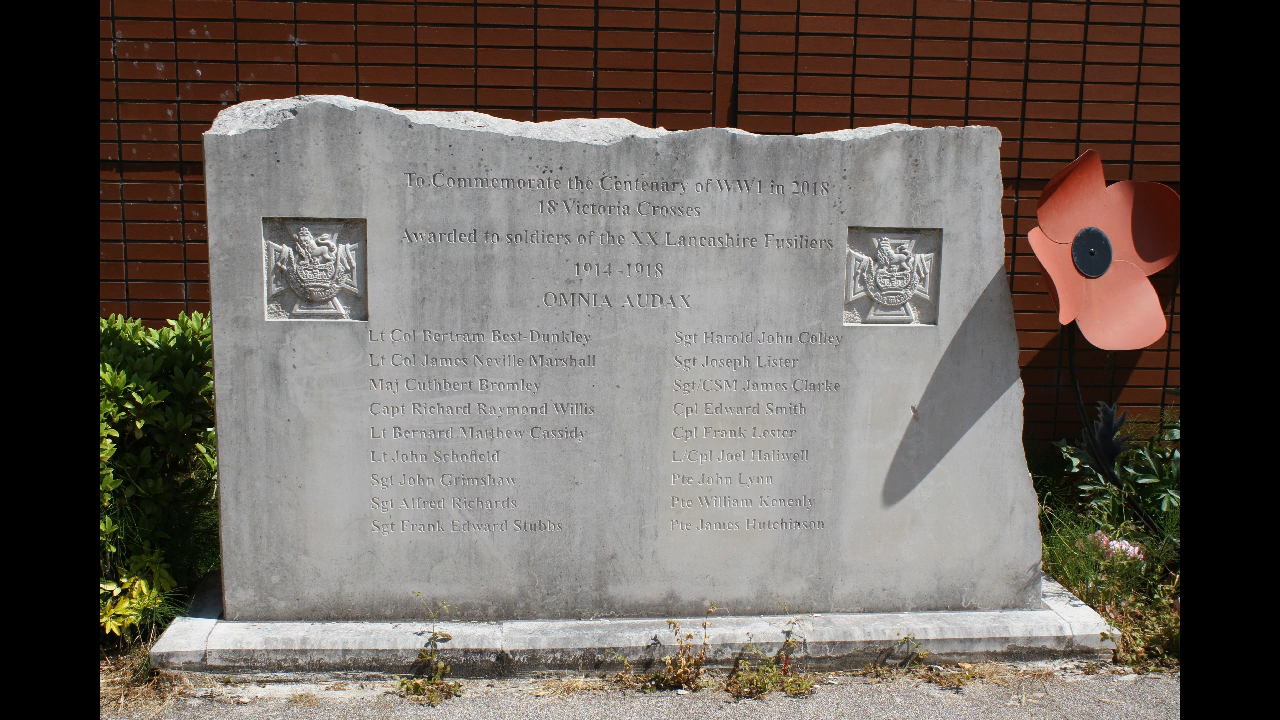 To Commemorate the Centenary of WW1 in 2018
18 Victoria Crosses
Awarded to soldiers of the XX Lancashire Fusiliers
1914-1918
OMNIA AUDAX
Lt Col Bertram Best-Dunkley
Lt Col James Neville Marshall
Maj Cuthbert Bromley
Capt Richard Raymond Willis
Lt Bernard Matthew Cassidy
Lt John Schofield
Sgt John Grimshaw
Sgt Alfred Richards
Sgt Frank Edward Stubbs
Sgt Harold John Colley
Sgt Joseph Lister
Sgt/CSM James Clarke
Cpl Edward Smith
Cpl Frank Lester
L/Cpl Joel Haliwell
Pte John Lynn
Pte William Kenealy
Pte James Hutchinson